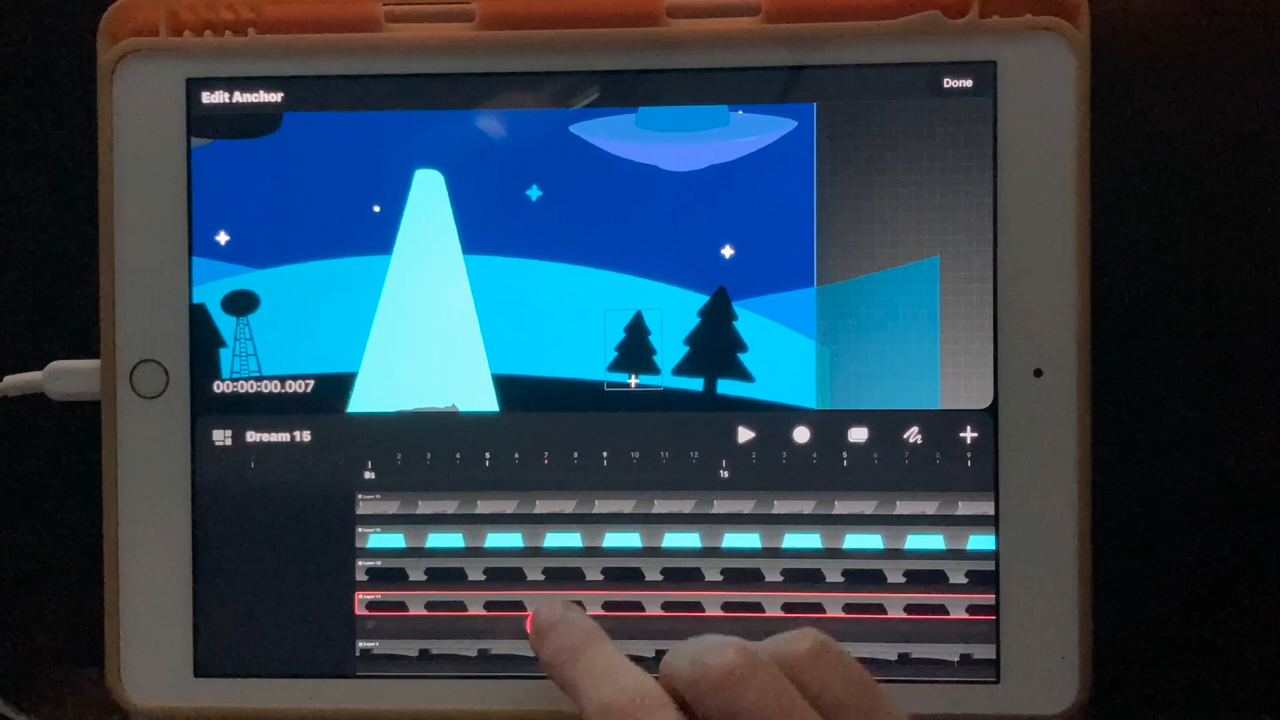 Edit Anchor
Done
00:00:00.007
Dream 15
2 3 4 5 6 7 8 9 10 11 12 2 3 4 5 6 7 8 9
0s 1s